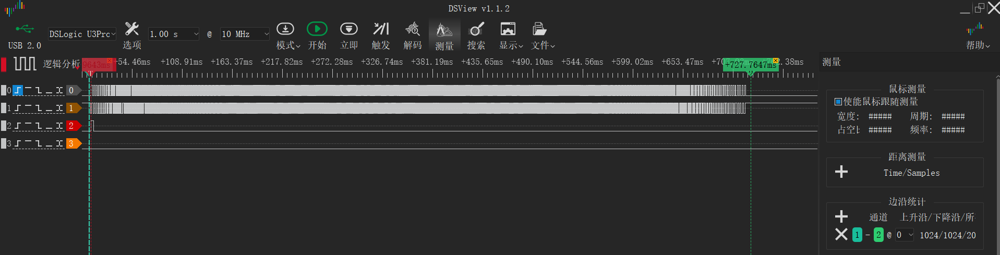 DSView v1.1.2
USB 2.0
DSLogic U3Pro
选项
1.00 s
@
10 MHz
模式
开始
立即
触发
解码
测量
搜索
显示
文件
帮助
逻辑分析
9643ms
+54.46ms
+108.91ms
+163.37ms
+217.82ms
+272.28ms
+326.74ms
+381.19ms
+435.65ms
+490.10ms
+544.56ms
+599.02ms
+653.47ms
+727.7647ms
T
2
0
0
1
1
2
2
3
3
测量
鼠标测量
使能鼠标跟随测量
宽度: ##### 周期: #####
占空比 ##### 频率: #####
距离测量
Time/Samples
边沿统计
通道 上升沿/下降沿/所
1 - 2 @ 0 1024/1024/20